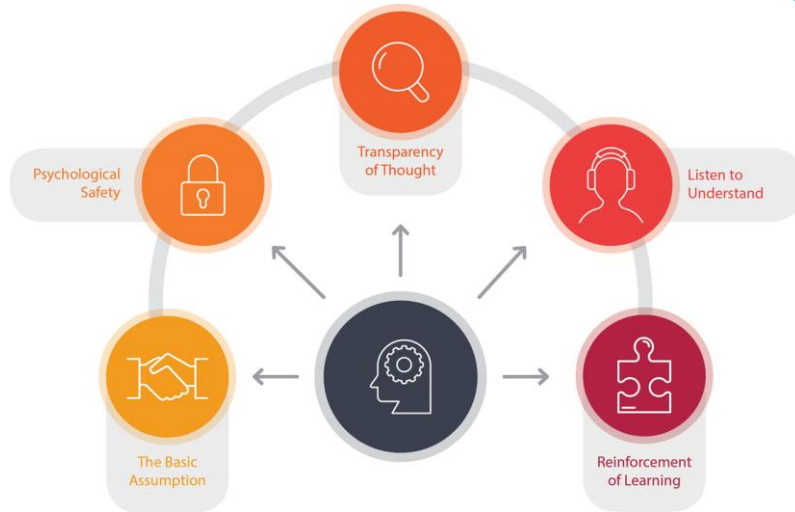 Transparency
of Thought
Psychological
Safety
Listen to
Understand
The Basic
Assumption
Reinforcement
of Learning